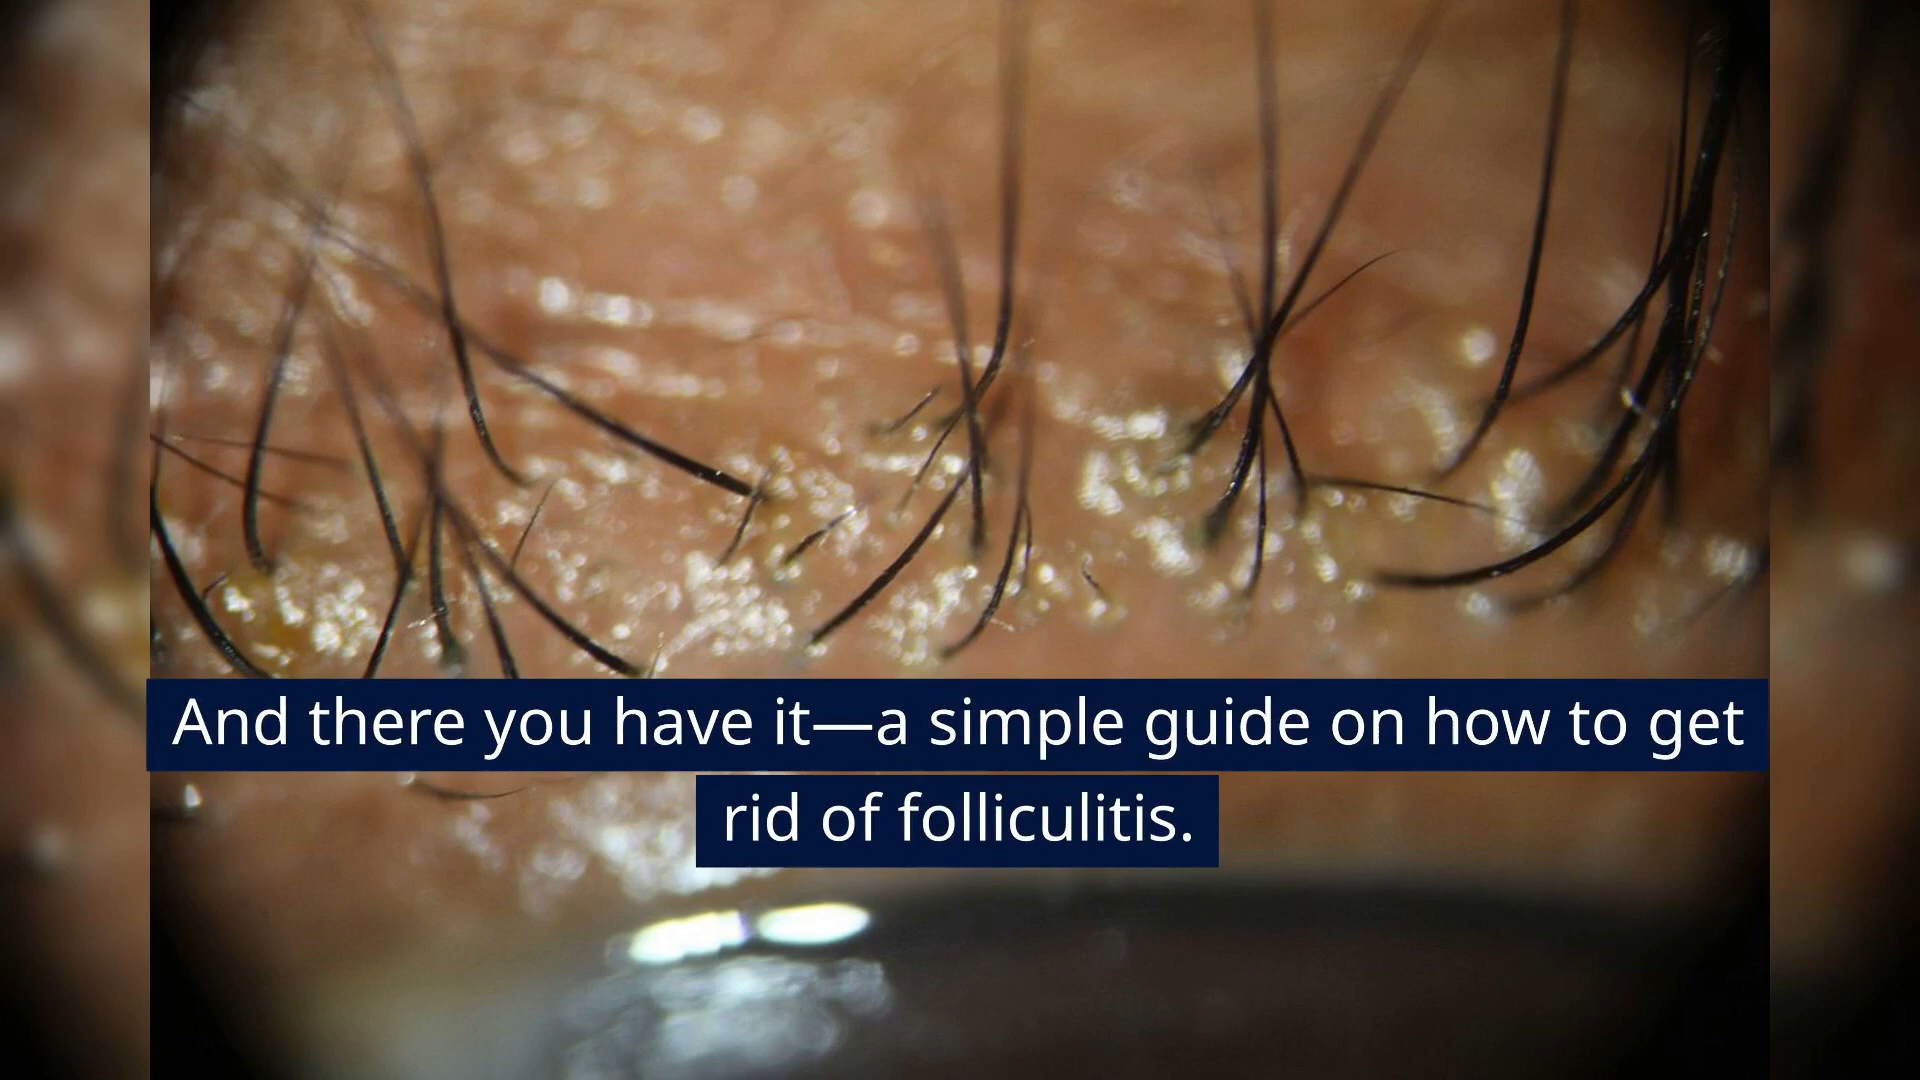 And there you have it—a simple guide on how to get
rid of folliculitis.